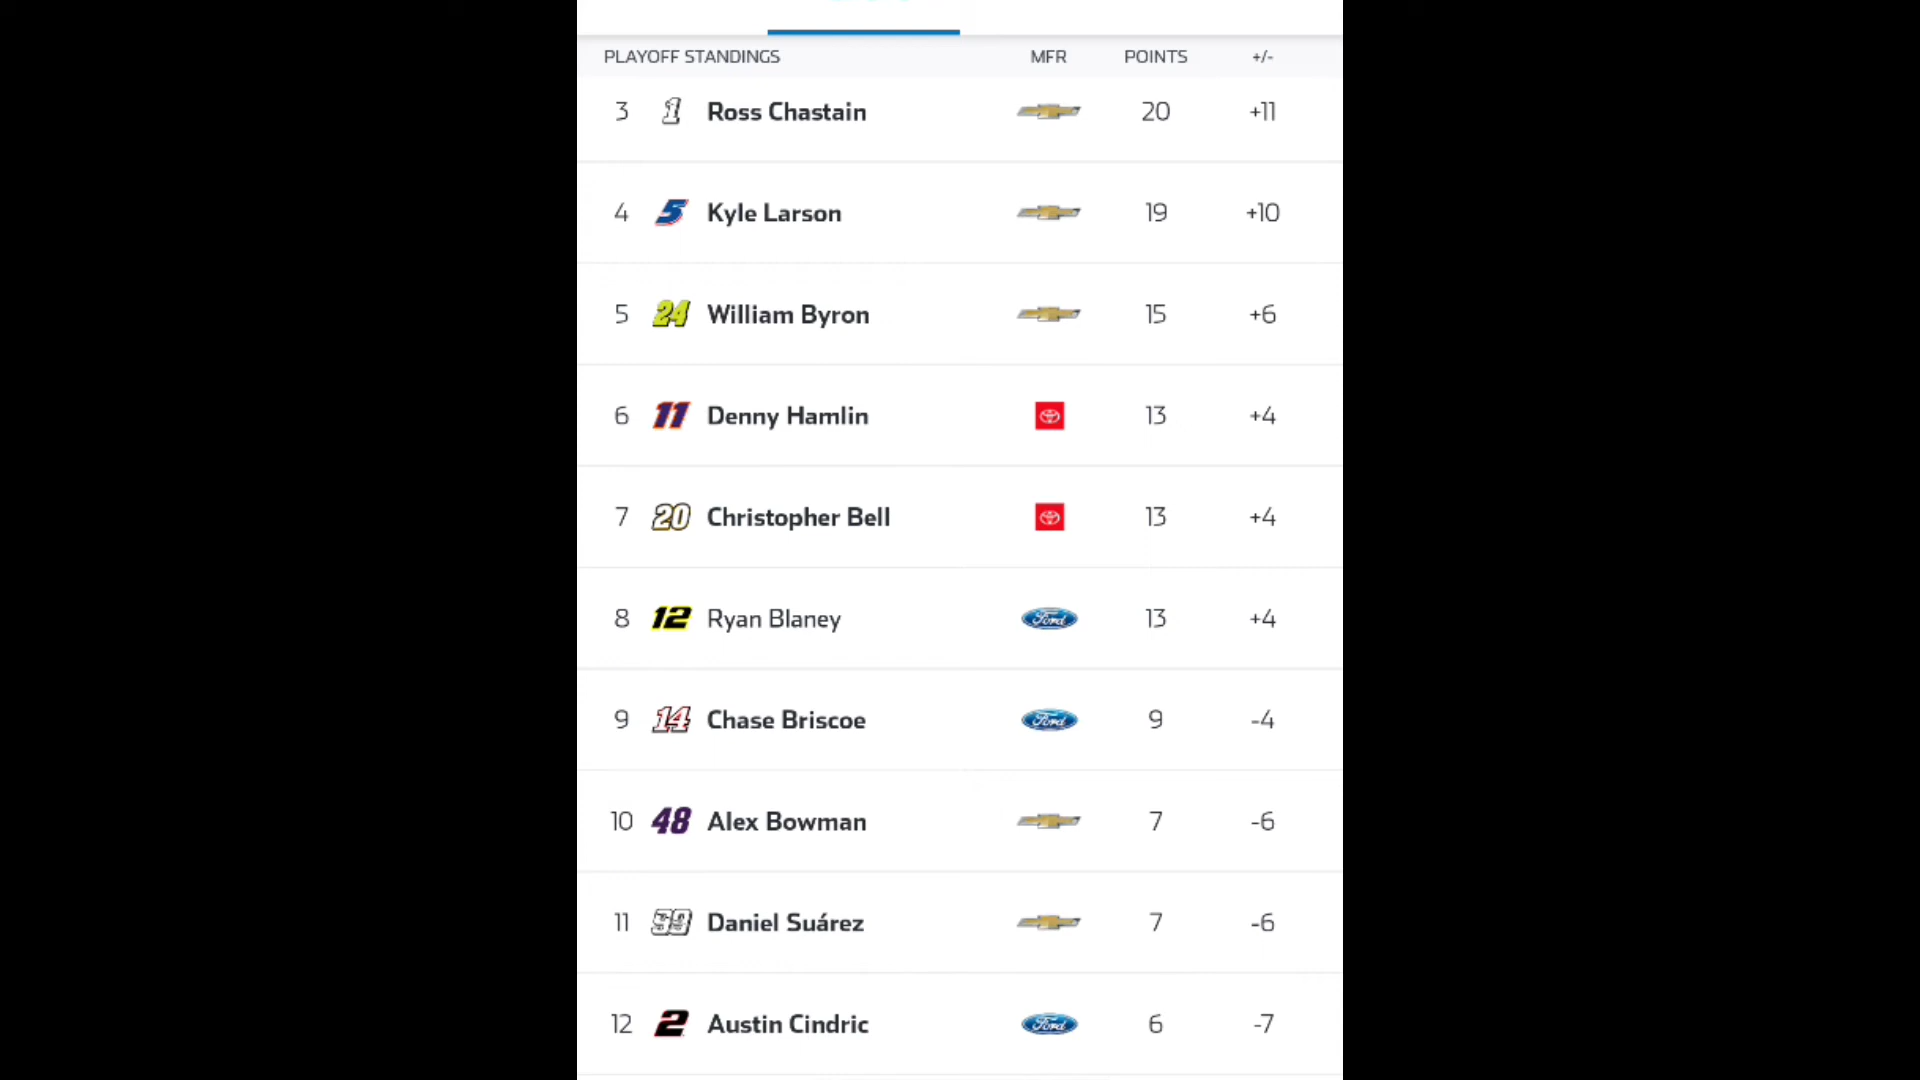 PLAYOFF STANDINGS MFR POINTS +/-
3 1 Ross Chastain 20 +11
4 5 Kyle Larson 19 +10
5 24 William Byron 15 +6
6 11 Denny Hamlin 13 +4
7 20 Christopher Bell 13 +4
8 12 Ryan Blaney Ford 13 +4
9 14 Chase Briscoe Ford 9 -4
10 48 Alex Bowman 7 -6
11 99 Daniel Suárez 7 -6
12 2 Austin Cindric Ford 6 -7